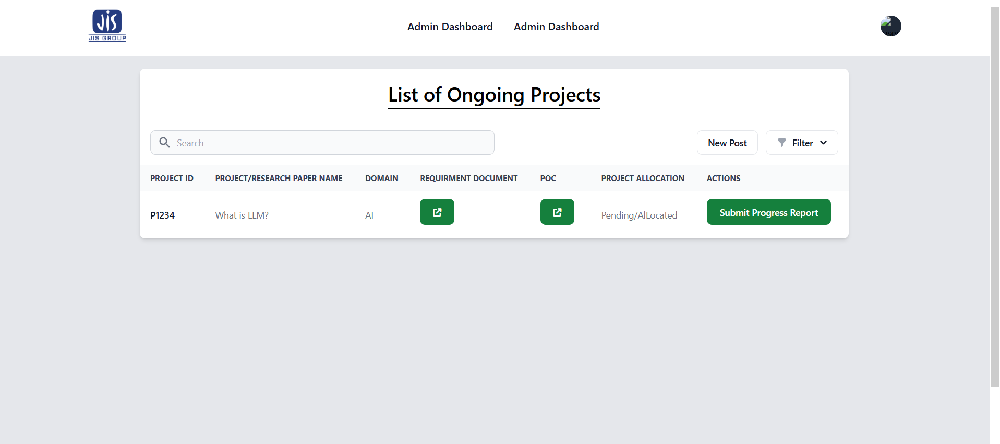 JIS
JIS GROUP
Admin Dashboard Admin Dashboard
user
List of Ongoing Projects
Search
New Post Filter
PROJECT ID PROJECT/RESEARCH PAPER NAME DOMAIN REQUIRMENT DOCUMENT POC PROJECT ALLOCATION ACTIONS
P1234 What is LLM? AI Pending/AlLocated Submit Progress Report